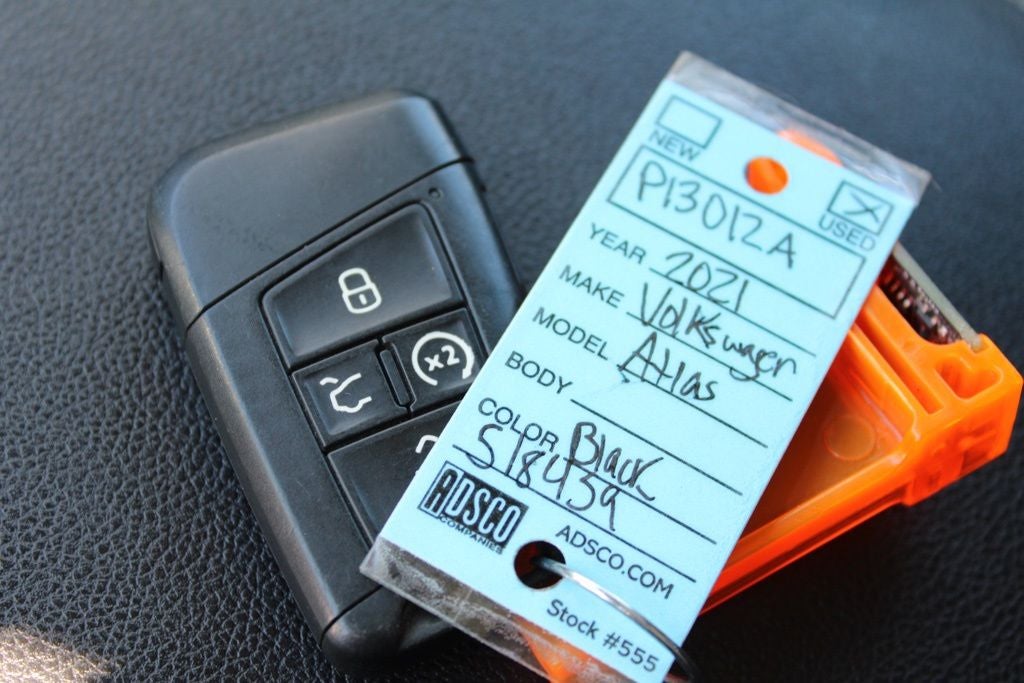 x2
NEW
USED
P13012A
YEAR 2021
MAKE Volkswagen
MODEL Atlas
BODY
COLOR Black
518439
ADSCO
COMPANIES
ADSCO.COM
Stock #555